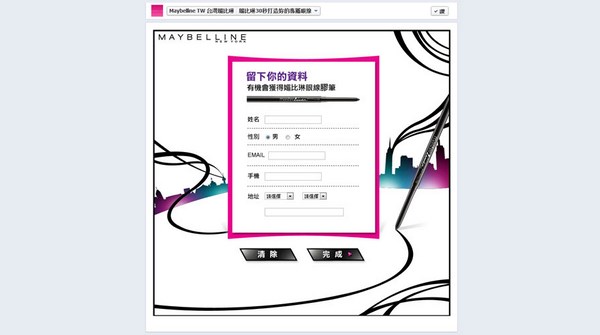 Maybelline TW 台灣媚比琳 媚比琳30秒打造你的專屬眼線
讚
MAYBELLINE
NEW YORK
留下你的資料
有機會獲得媚比琳眼線膠筆
姓名
性別 男 女
EMAIL
手機
地址 請選擇 請選擇
清 除 完 成